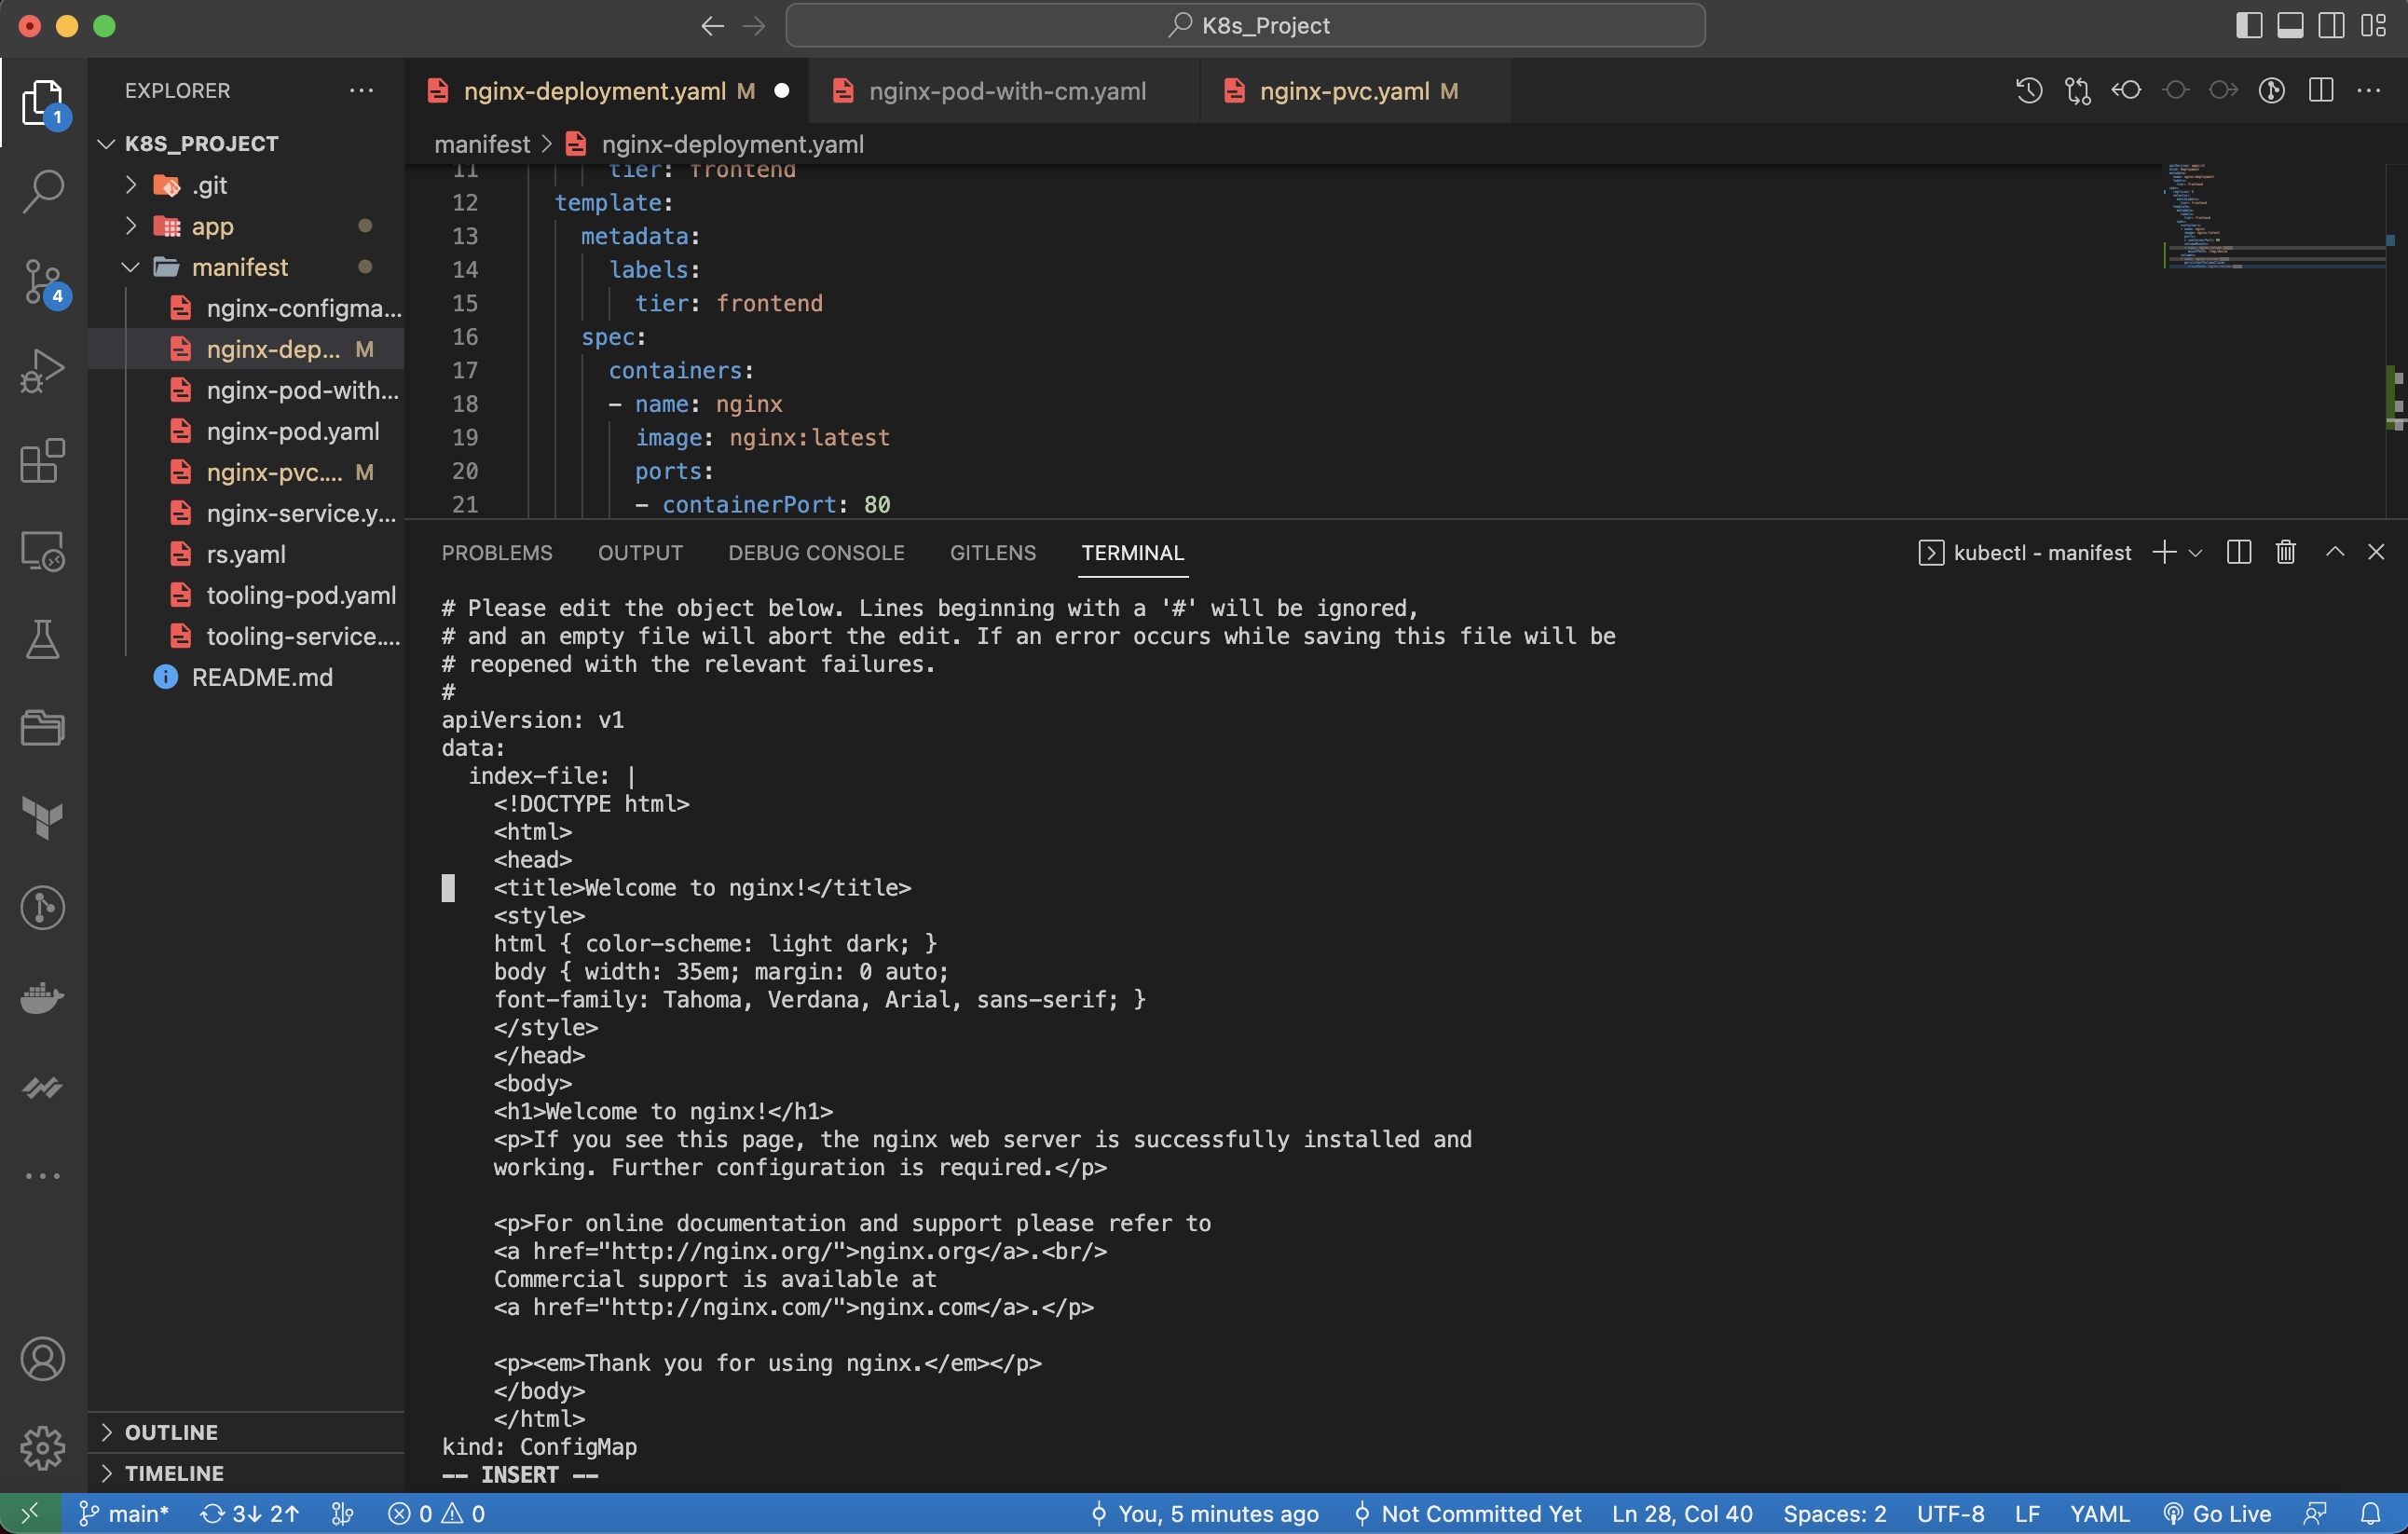 K8s_Project
EXPLORER
nginx-deployment.yaml M
nginx-pod-with-cm.yaml
nginx-pvc.yaml M
1
K8S_PROJECT
manifest > nginx-deployment.yaml
.git
app
manifest
4
nginx-configma...
nginx-dep... M
nginx-pod-with...
nginx-pod.yaml
nginx-pvc.... M
nginx-service.y...
rs.yaml
tooling-pod.yaml
tooling-service....
README.md
OUTLINE
TIMELINE
11 tier: frontend
12 template:
13 metadata:
14 labels:
15 tier: frontend
16 spec:
17 containers:
18 - name: nginx
19 image: nginx:latest
20 ports:
21 - containerPort: 80
PROBLEMS OUTPUT DEBUG CONSOLE GITLENS TERMINAL
kubectl - manifest
# Please edit the object below. Lines beginning with a '#' will be ignored,
# and an empty file will abort the edit. If an error occurs while saving this file will be
# reopened with the relevant failures.
#
apiVersion: v1
data:
  index-file: |
    <!DOCTYPE html>
    <html>
    <head>
    <title>Welcome to nginx!</title>
    <style>
    html { color-scheme: light dark; }
    body { width: 35em; margin: 0 auto;
    font-family: Tahoma, Verdana, Arial, sans-serif; }
    </style>
    </head>
    <body>
    <h1>Welcome to nginx!</h1>
    <p>If you see this page, the nginx web server is successfully installed and
    working. Further configuration is required.</p>
    <p>For online documentation and support please refer to
    <a href="http://nginx.org/">nginx.org</a>.<br/>
    Commercial support is available at
    <a href="http://nginx.com/">nginx.com</a>.</p>
    <p><em>Thank you for using nginx.</em></p>
    </body>
    </html>
kind: ConfigMap
-- INSERT --
main* 3↓ 2↑ 0 0 You, 5 minutes ago Not Committed Yet Ln 28, Col 40 Spaces: 2 UTF-8 LF YAML Go Live